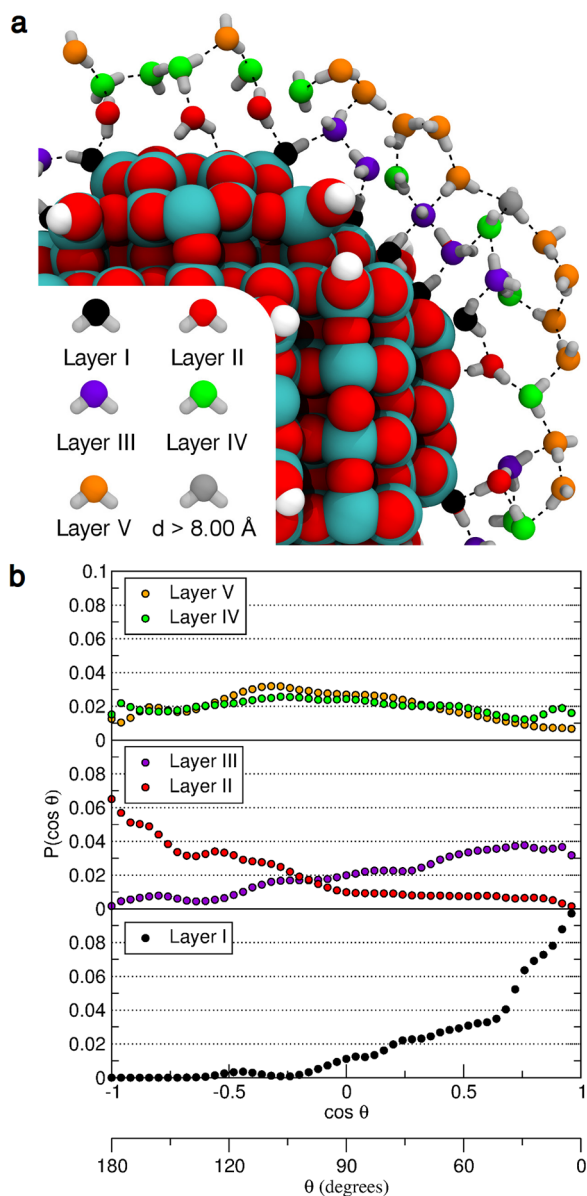 a
Layer I Layer II
Layer III Layer IV
Layer V d > 8.00 Å
b
0.1
Layer V
0.08
Layer IV
0.06
0.04
0.02
0
Layer III
0.08
Layer II
0.06
0.04
0.02
0
P(cos θ)
Layer I
0.08
0.06
0.04
0.02
0
-1 -0.5 0 0.5 1
cos θ
180 120 90 60 0
θ (degrees)